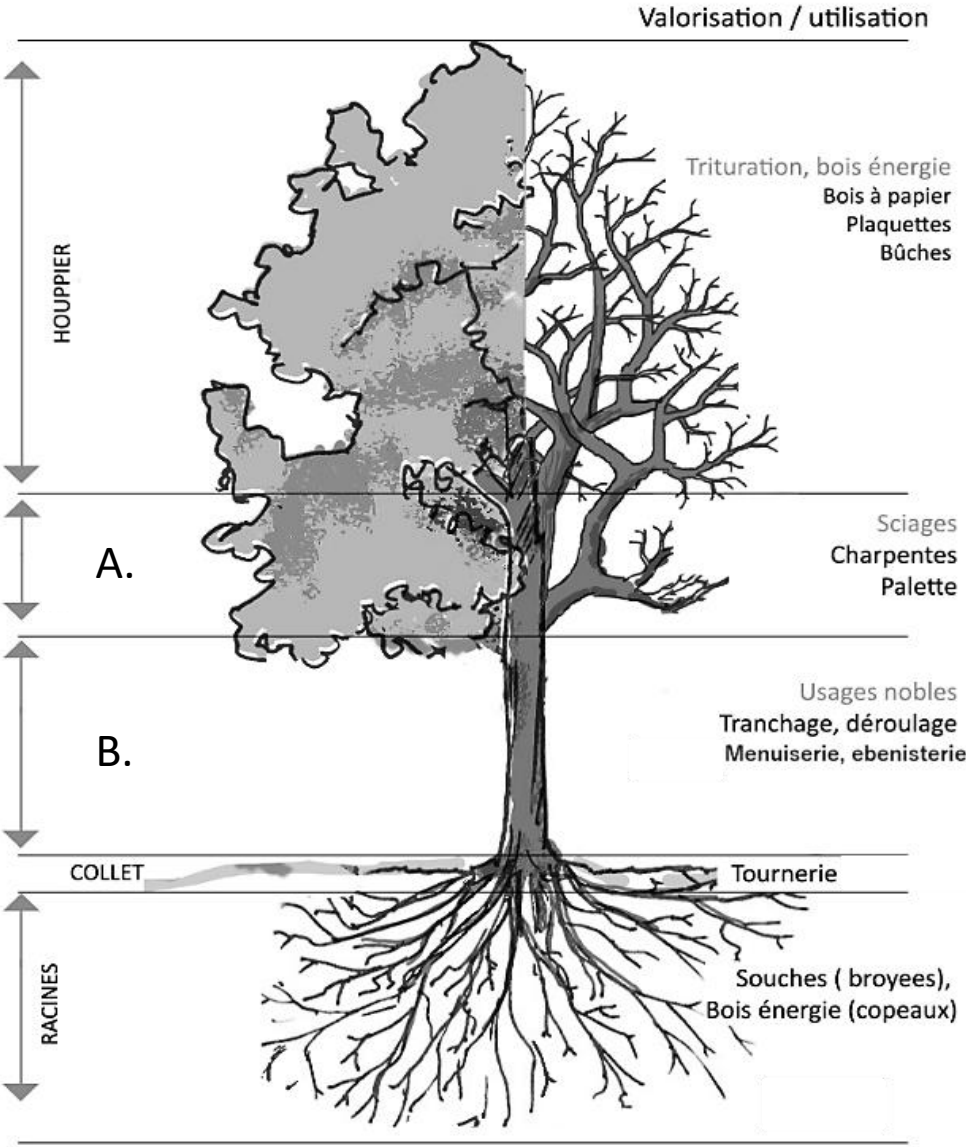 Valorisation / utilisation
HOUPPIER
Trituration, bois énergie
Bois à papier
Plaquettes
Bûches
A.
Sciages
Charpentes
Palette
B.
Usages nobles
Tranchage, déroulage
Menuiserie, ebenisterie
COLLET
Tournerie
RACINES
Souches ( broyees),
Bois énergie (copeaux)